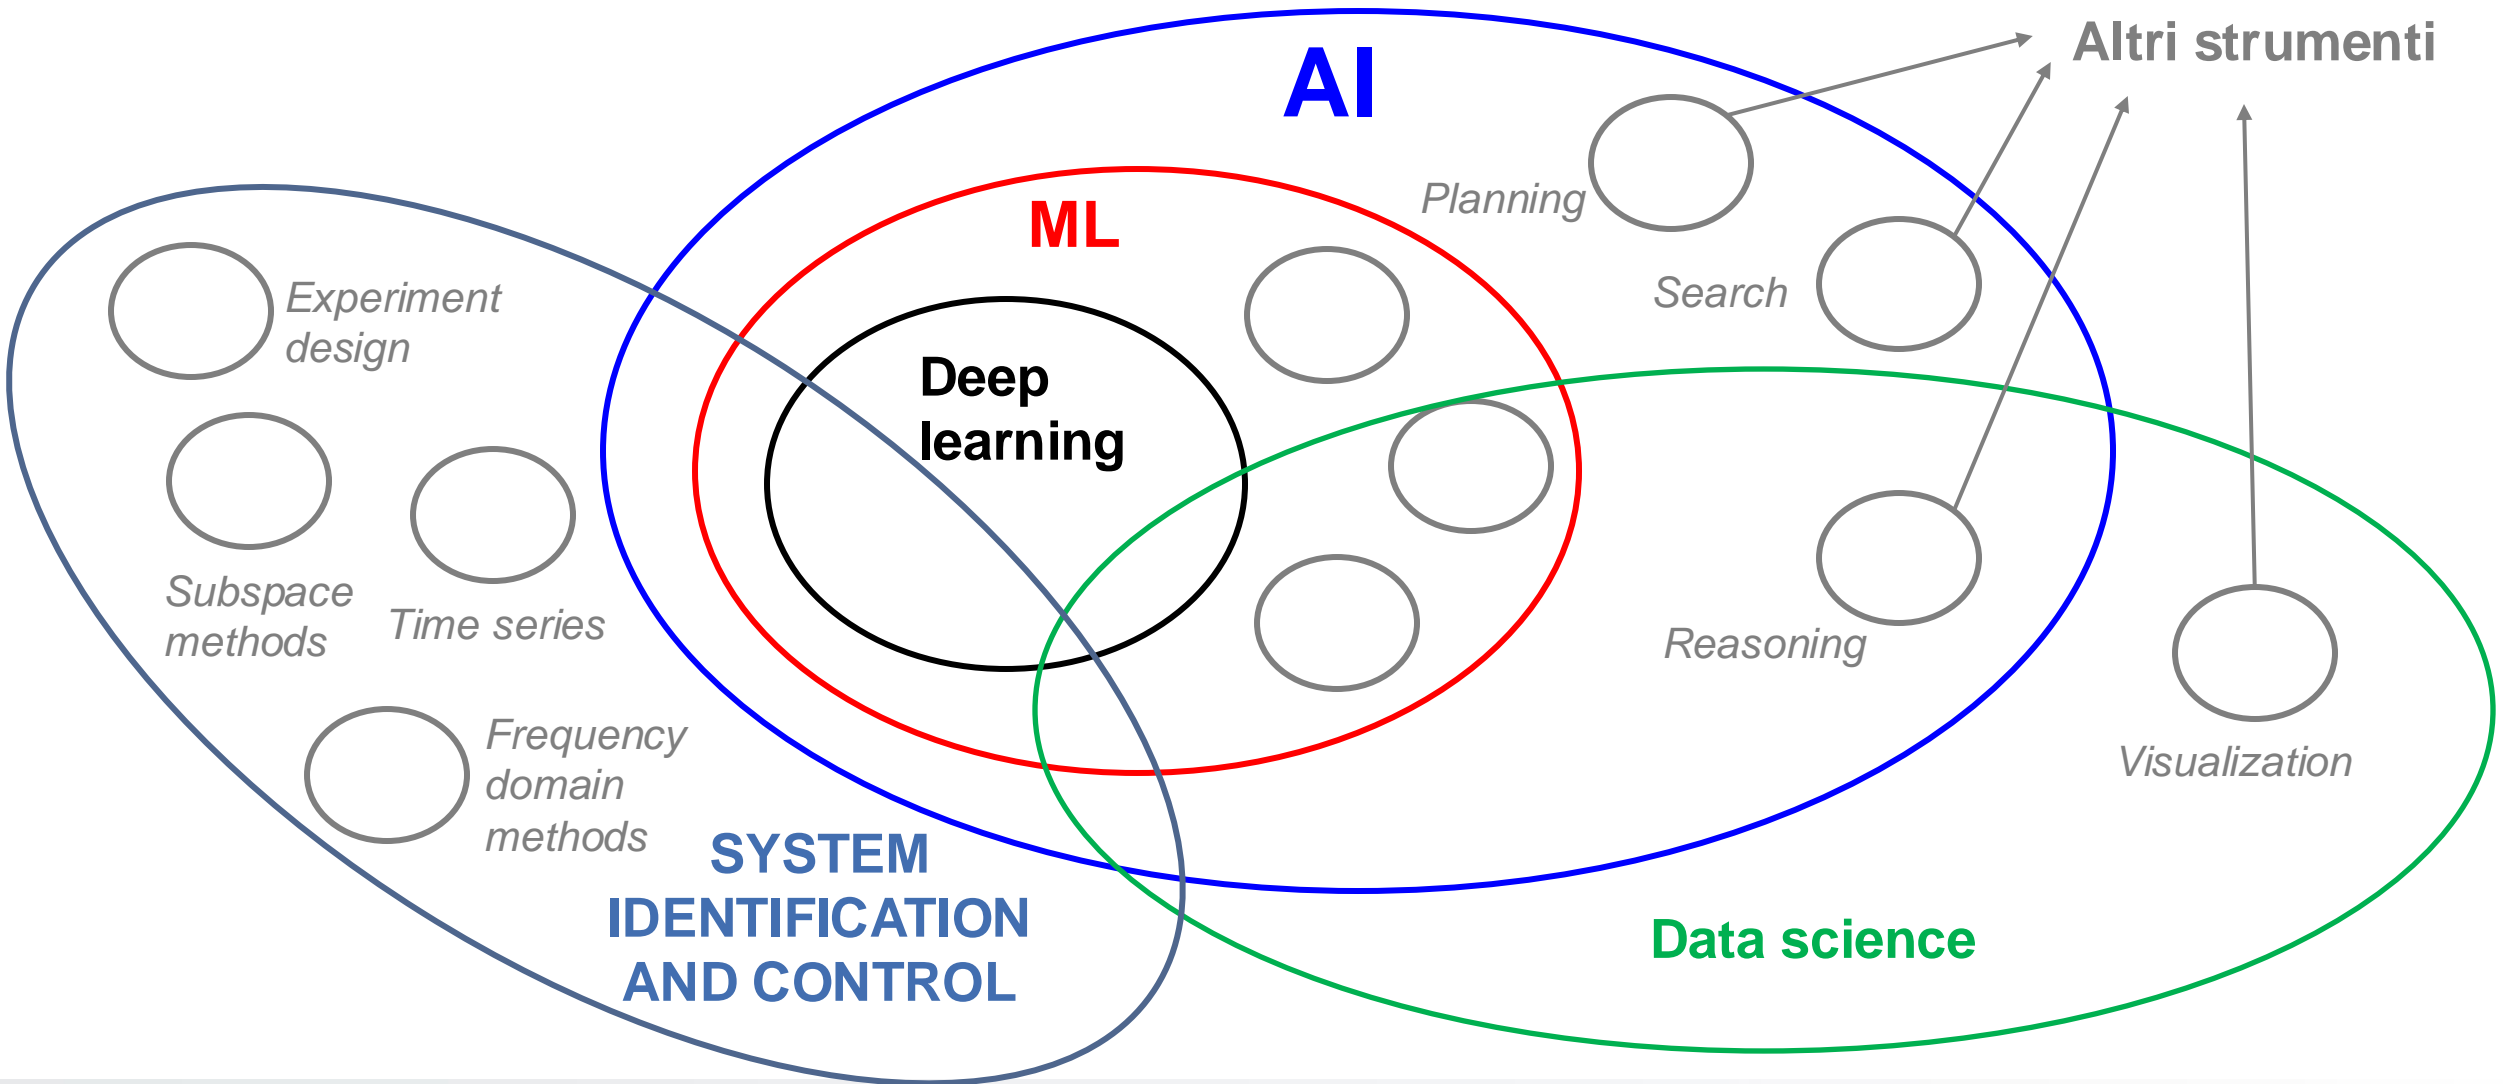 Altri strumenti
AI
Planning
ML
Search
Experiment
design
Deep
learning
Subspace
methods
Time series
Reasoning
Frequency
domain
methods
Visualization
SYSTEM
IDENTIFICATION
AND CONTROL
Data science